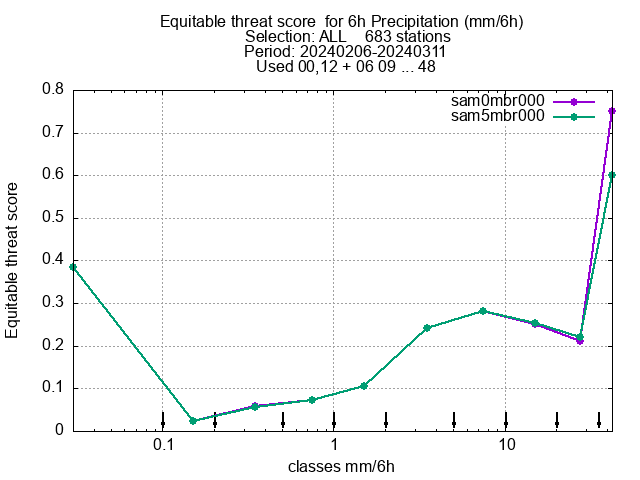 Equitable threat score  for 6h Precipitation (mm/6h)
Selection: ALL    683 stations
Period: 20240206-20240311
Used 00,12 + 06 09 ... 48
sam0mbr000
sam5mbr000
0.8
0.7
0.6
0.5
0.4
0.3
0.2
0.1
0
Equitable threat score
0.1 1 10
classes mm/6h